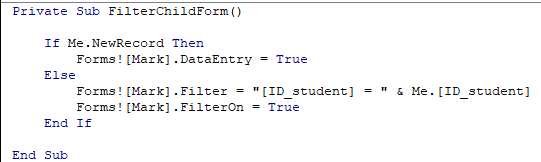 Private Sub FilterChildForm()
If Me.NewRecord Then
Forms![Mark].DataEntry = True
Else
Forms![Mark].Filter = "[ID_student] = " & Me.[ID_student]
Forms![Mark].FilterOn = True
End If
End Sub